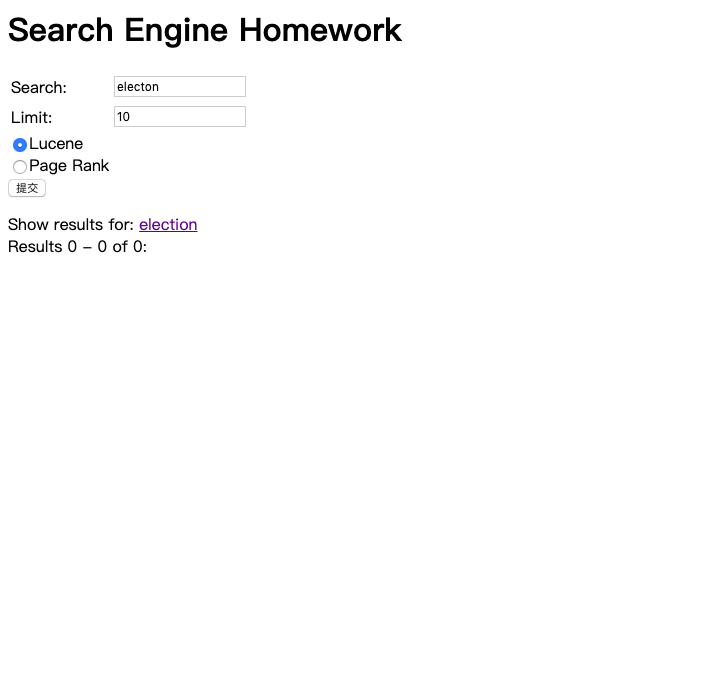 Search Engine Homework
Search: electon
Limit: 10
Lucene
Page Rank
提交
Show results for: election
Results 0 – 0 of 0: